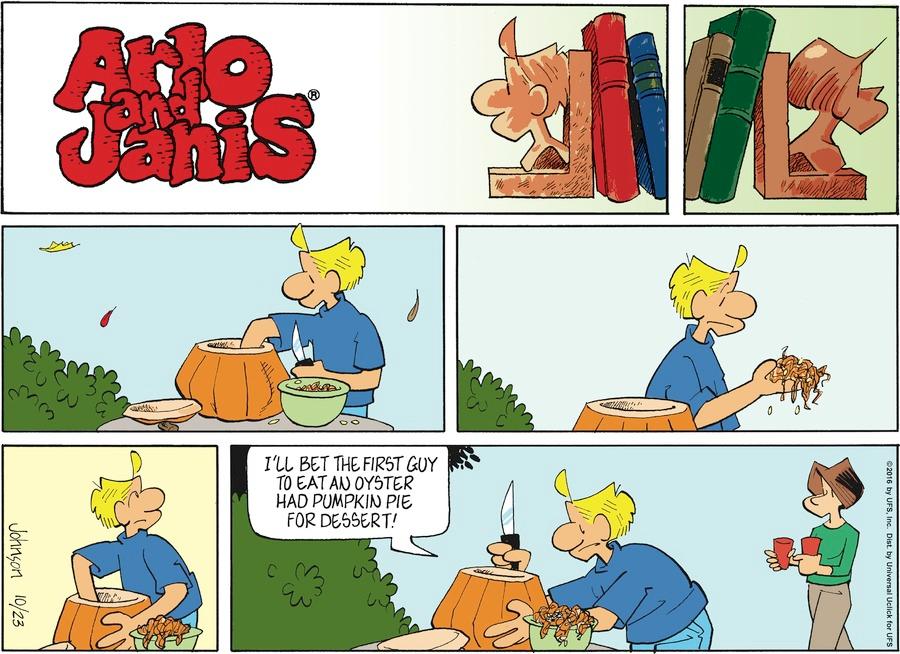 Arlo
and
Janis®
I'LL BET THE FIRST GUY
TO EAT AN OYSTER
HAD PUMPKIN PIE
FOR DESSERT!
Johnson 10/23
©2016 by UFS, Inc. Dist. by Universal Uclick for UFS